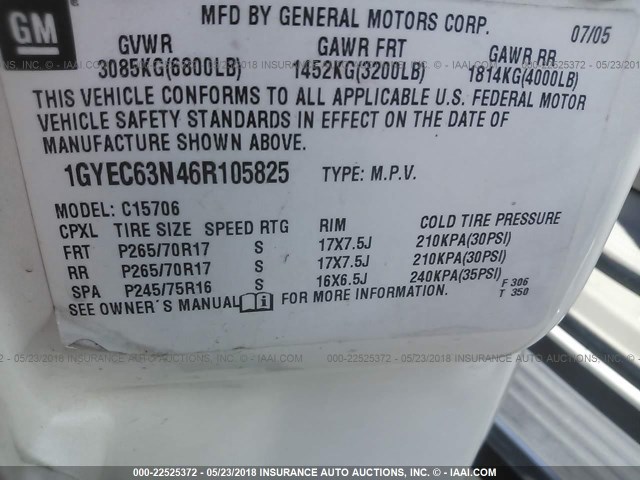 GM
MFD BY GENERAL MOTORS CORP. 07/05
GVWR GAWR FRT GAWR RR
3085KG(6800LB) 1452KG(3200LB) 1814KG(4000LB)
THIS VEHICLE CONFORMS TO ALL APPLICABLE U.S. FEDERAL MOTOR
VEHICLE SAFETY STANDARDS IN EFFECT ON THE DATE OF
MANUFACTURE SHOWN ABOVE.
1GYEC63N46R105825 TYPE: M.P.V.
MODEL: C15706
CPXL TIRE SIZE SPEED RTG RIM COLD TIRE PRESSURE
FRT P265/70R17 S 17X7.5J 210KPA(30PSI)
RR P265/70R17 S 17X7.5J 210KPA(30PSI)
SPA P245/75R16 S 16X6.5J 240KPA(35PSI) F 306
SEE OWNER'S MANUAL i FOR MORE INFORMATION. T 350
000-22525372 - 05/23/2018 INSURANCE AUTO AUCTIONS, INC. - © IAAI.COM